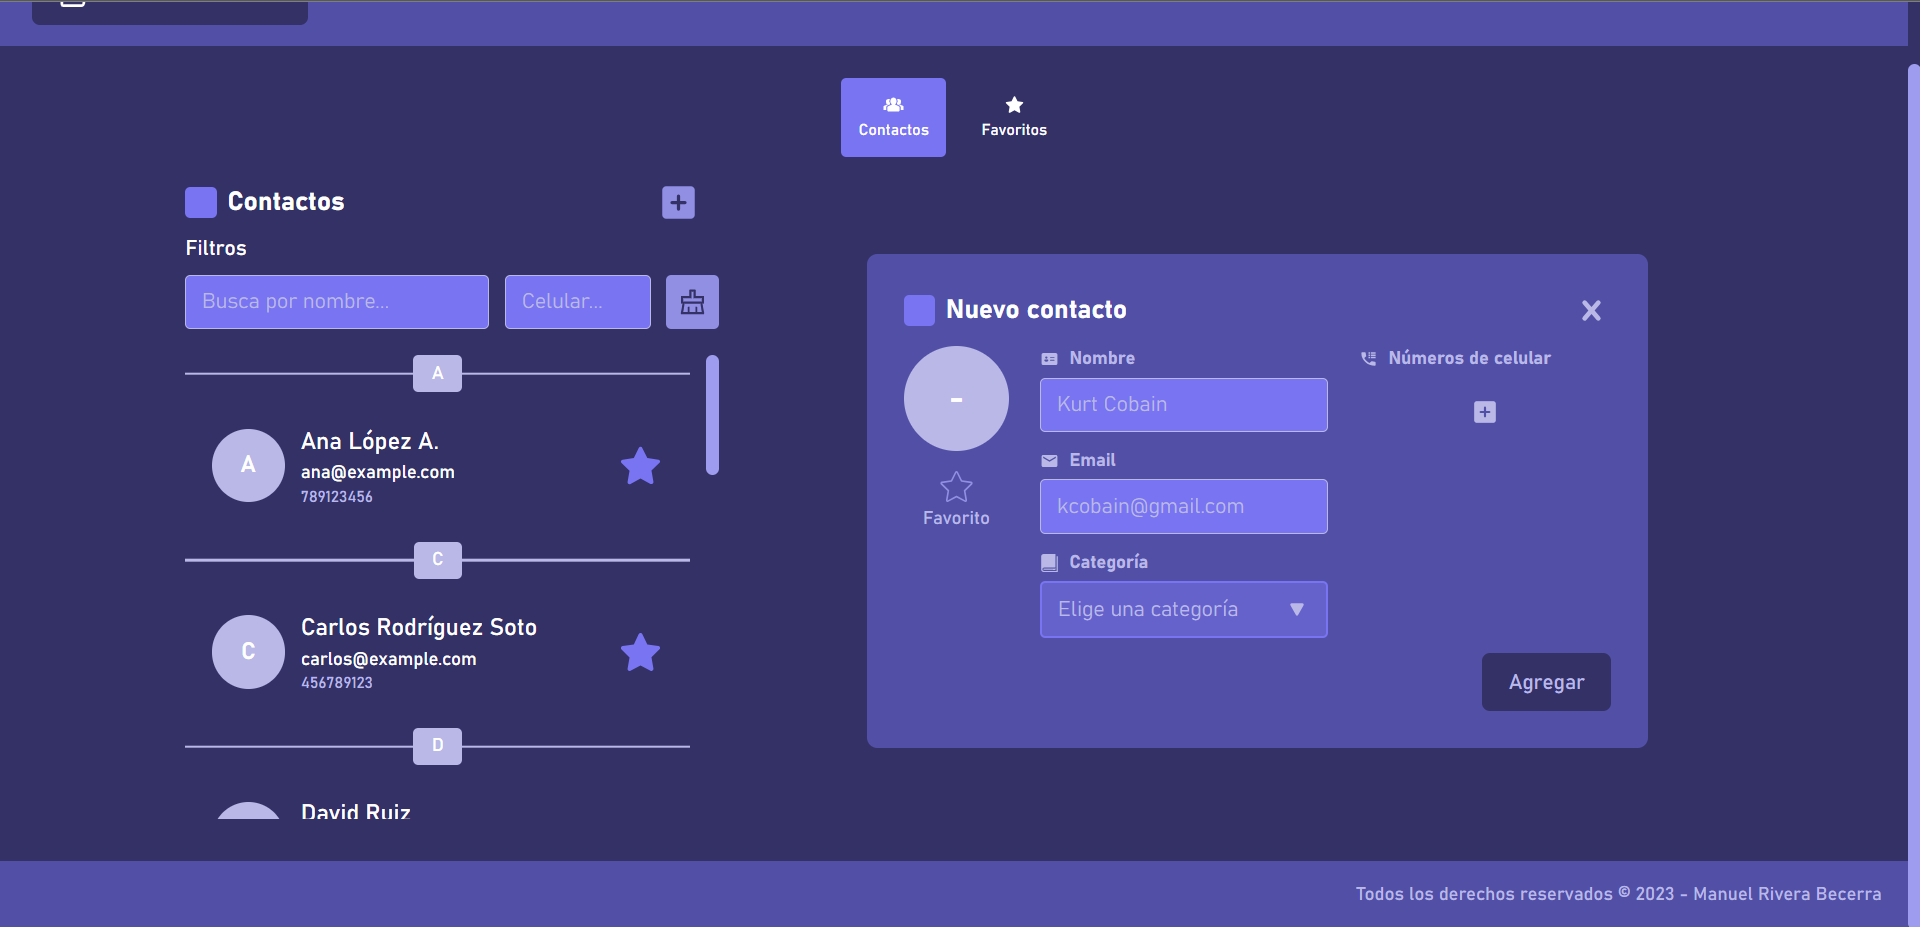 Contactos
Favoritos
Contactos
Filtros
Busca por nombre...
Celular...
A
A
Ana López A.
ana@example.com
789123456
C
C
Carlos Rodríguez Soto
carlos@example.com
456789123
D
David Ruiz
Nuevo contacto
-
Favorito
Nombre
Kurt Cobain
Email
kcobain@gmail.com
Categoría
Elige una categoría
Números de celular
Agregar
Todos los derechos reservados © 2023 - Manuel Rivera Becerra